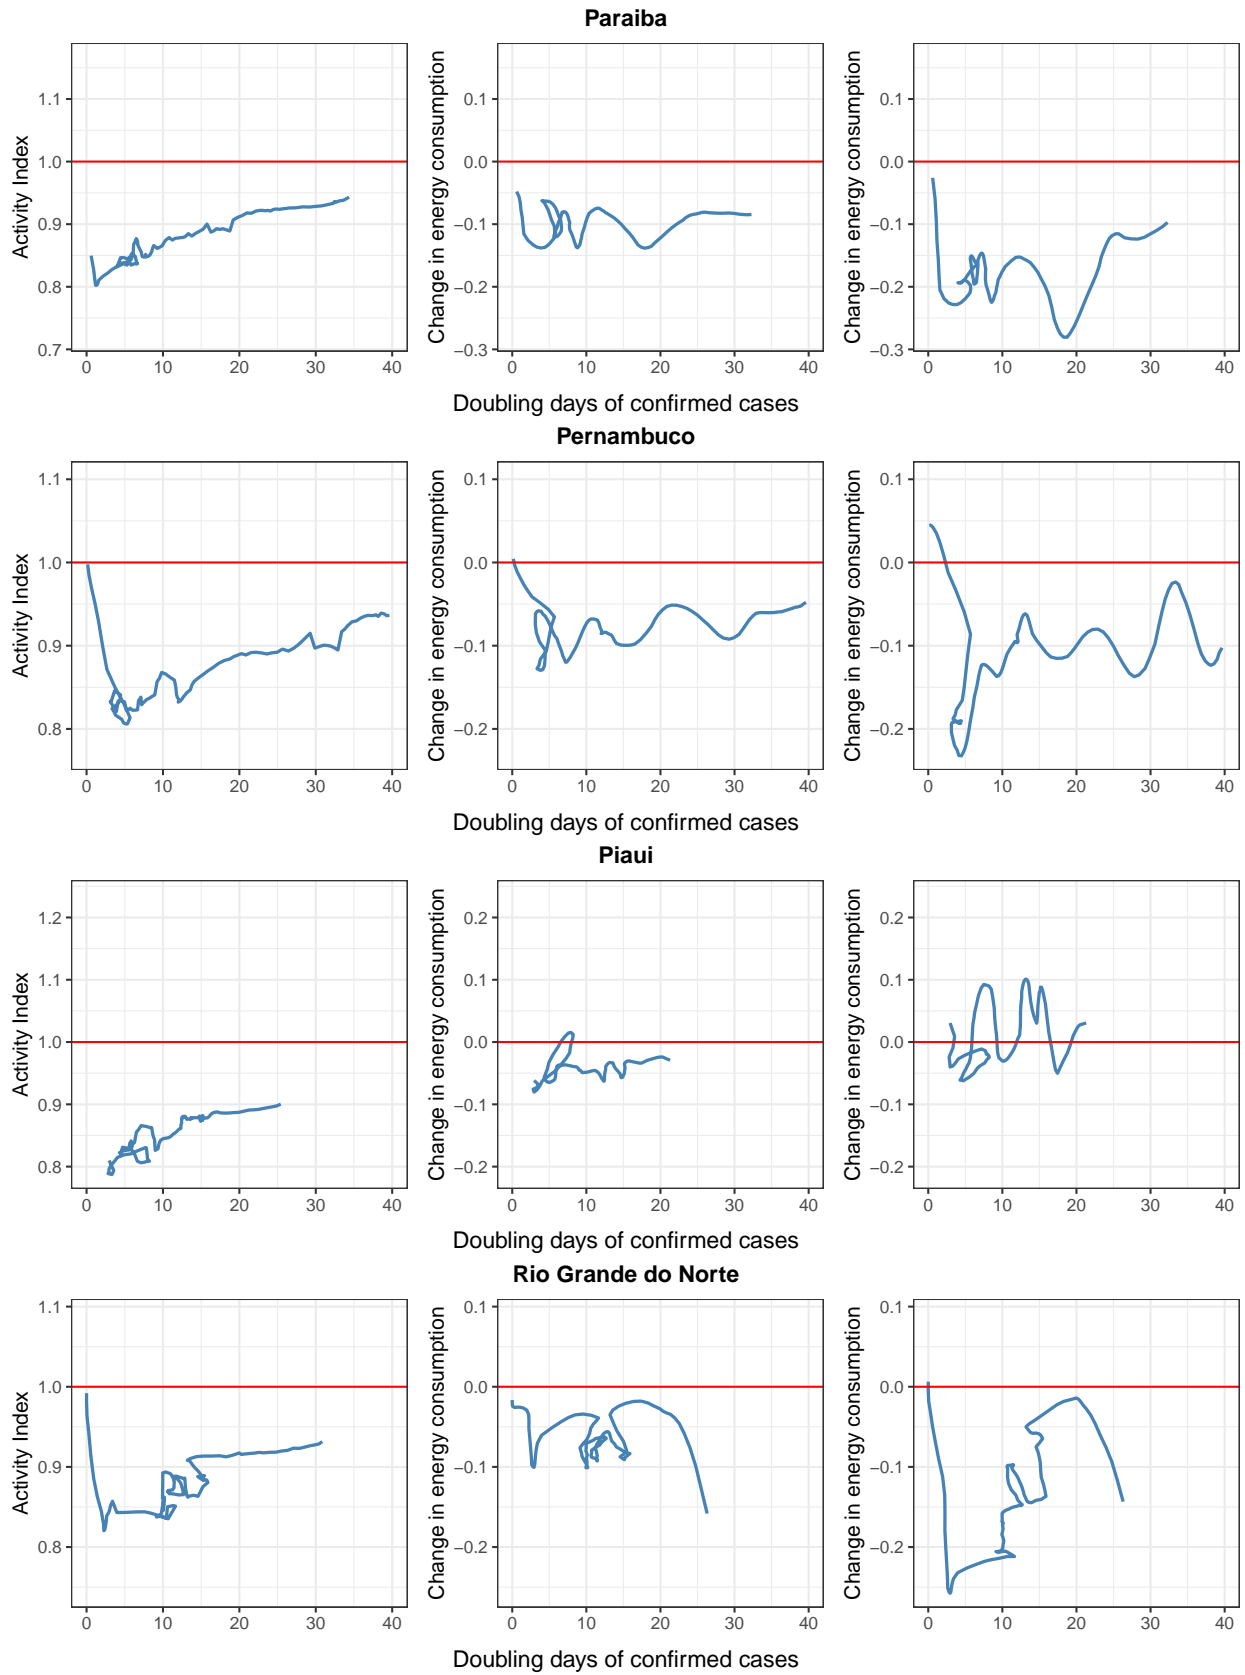 Paraiba
Activity Index
1.1
1.0
0.9
0.8
0.7
0 10 20 30 40
Change in energy consumption
0.1
0.0
−0.1
−0.2
−0.3
0 10 20 30 40
Change in energy consumption
0.1
0.0
−0.1
−0.2
−0.3
0 10 20 30 40
Doubling days of confirmed cases
Pernambuco
Activity Index
1.1
1.0
0.9
0.8
0 10 20 30 40
Change in energy consumption
0.1
0.0
−0.1
−0.2
0 10 20 30 40
Change in energy consumption
0.1
0.0
−0.1
−0.2
0 10 20 30 40
Doubling days of confirmed cases
Piaui
Activity Index
1.2
1.1
1.0
0.9
0.8
0 10 20 30 40
Change in energy consumption
0.2
0.1
0.0
−0.1
−0.2
0 10 20 30 40
Change in energy consumption
0.2
0.1
0.0
−0.1
−0.2
0 10 20 30 40
Doubling days of confirmed cases
Rio Grande do Norte
Activity Index
1.1
1.0
0.9
0.8
0 10 20 30 40
Change in energy consumption
0.1
0.0
−0.1
−0.2
0 10 20 30 40
Change in energy consumption
0.1
0.0
−0.1
−0.2
0 10 20 30 40
Doubling days of confirmed cases